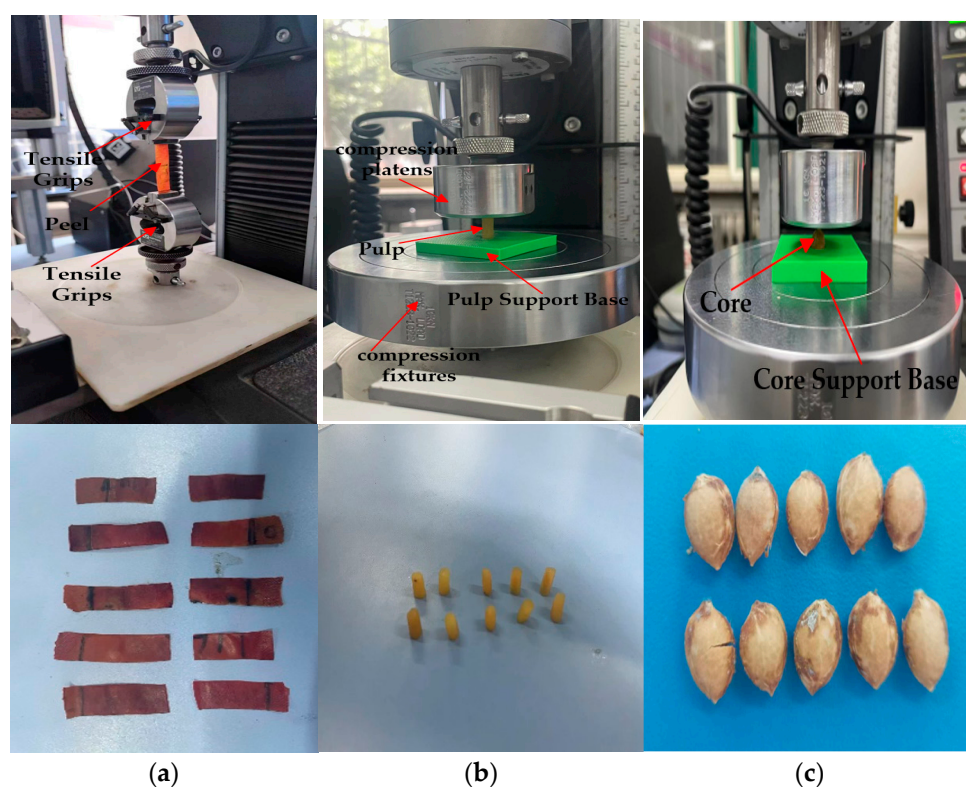 Tensile
Grips
Peel
Tensile
Grips
compression
platens
Pulp
Pulp Support Base
compression
fixtures
Core
Core Support Base
(a)
(b)
(c)